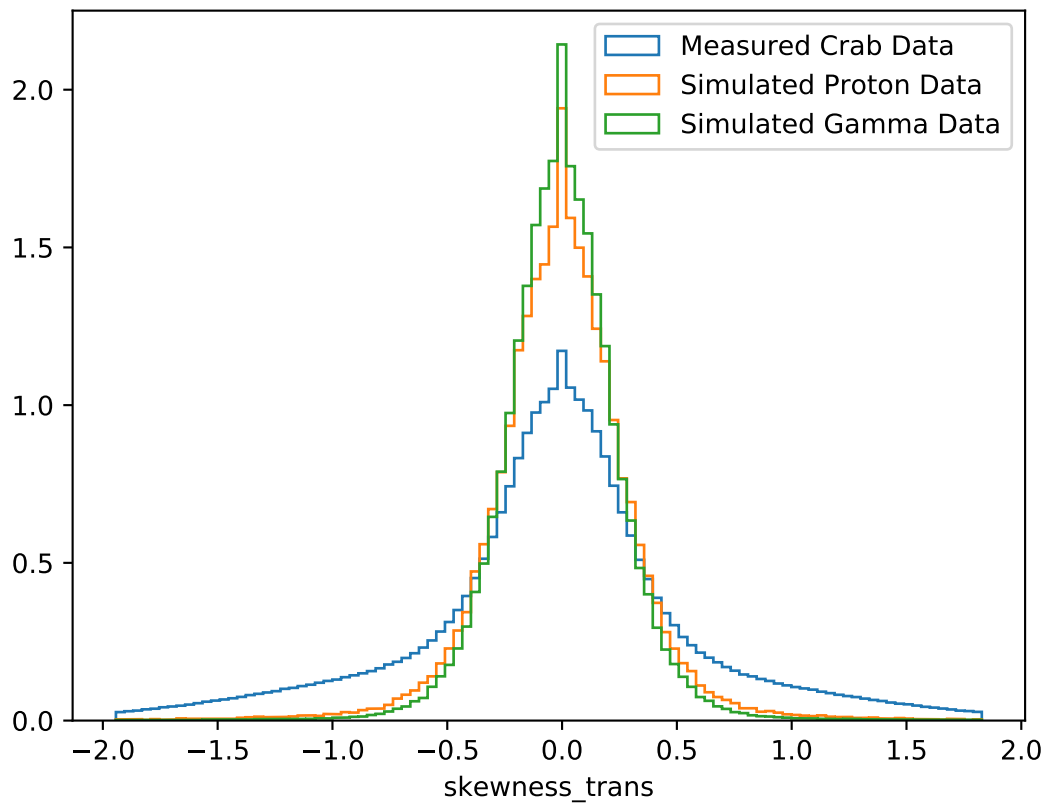 Measured Crab Data
Simulated Proton Data
Simulated Gamma Data
2.0
1.5
1.0
0.5
0.0
−2.0 −1.5 −1.0 −0.5 0.0 0.5 1.0 1.5 2.0
skewness_trans